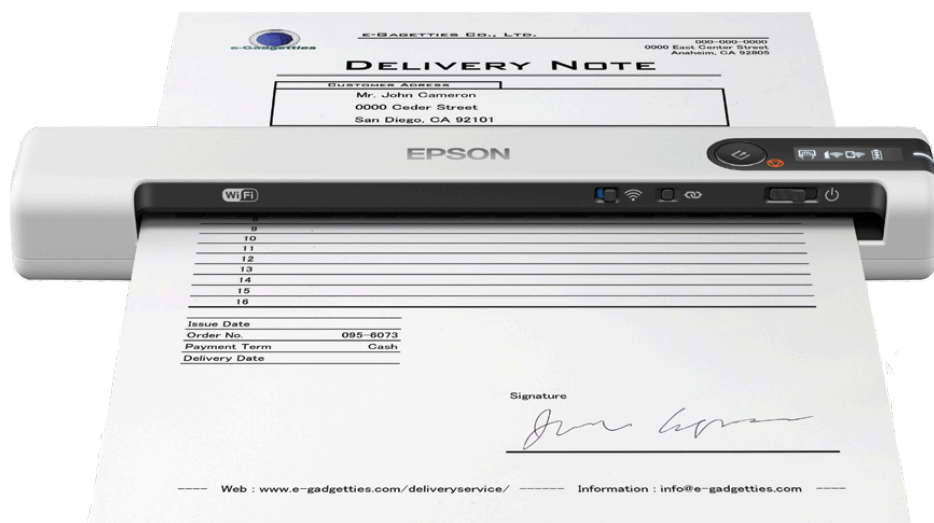 e-Gadgetties
E-GAGETTIES CO., LTD.
000-000-0000
0000 East Center Street
Anaheim, CA 92805
DELIVERY NOTE
CUSTOMER ADRESS
Mr. John Cameron
0000 Ceder Street
San Diego, CA 92101
EPSON
WiFi
9
10
11
12
13
14
15
16
Issue Date
Order No. 095-6073
Payment Term Cash
Delivery Date
Signature
Web : www.e-gadgetties.com/deliveryservice/ Information : info@e-gadgetties.com